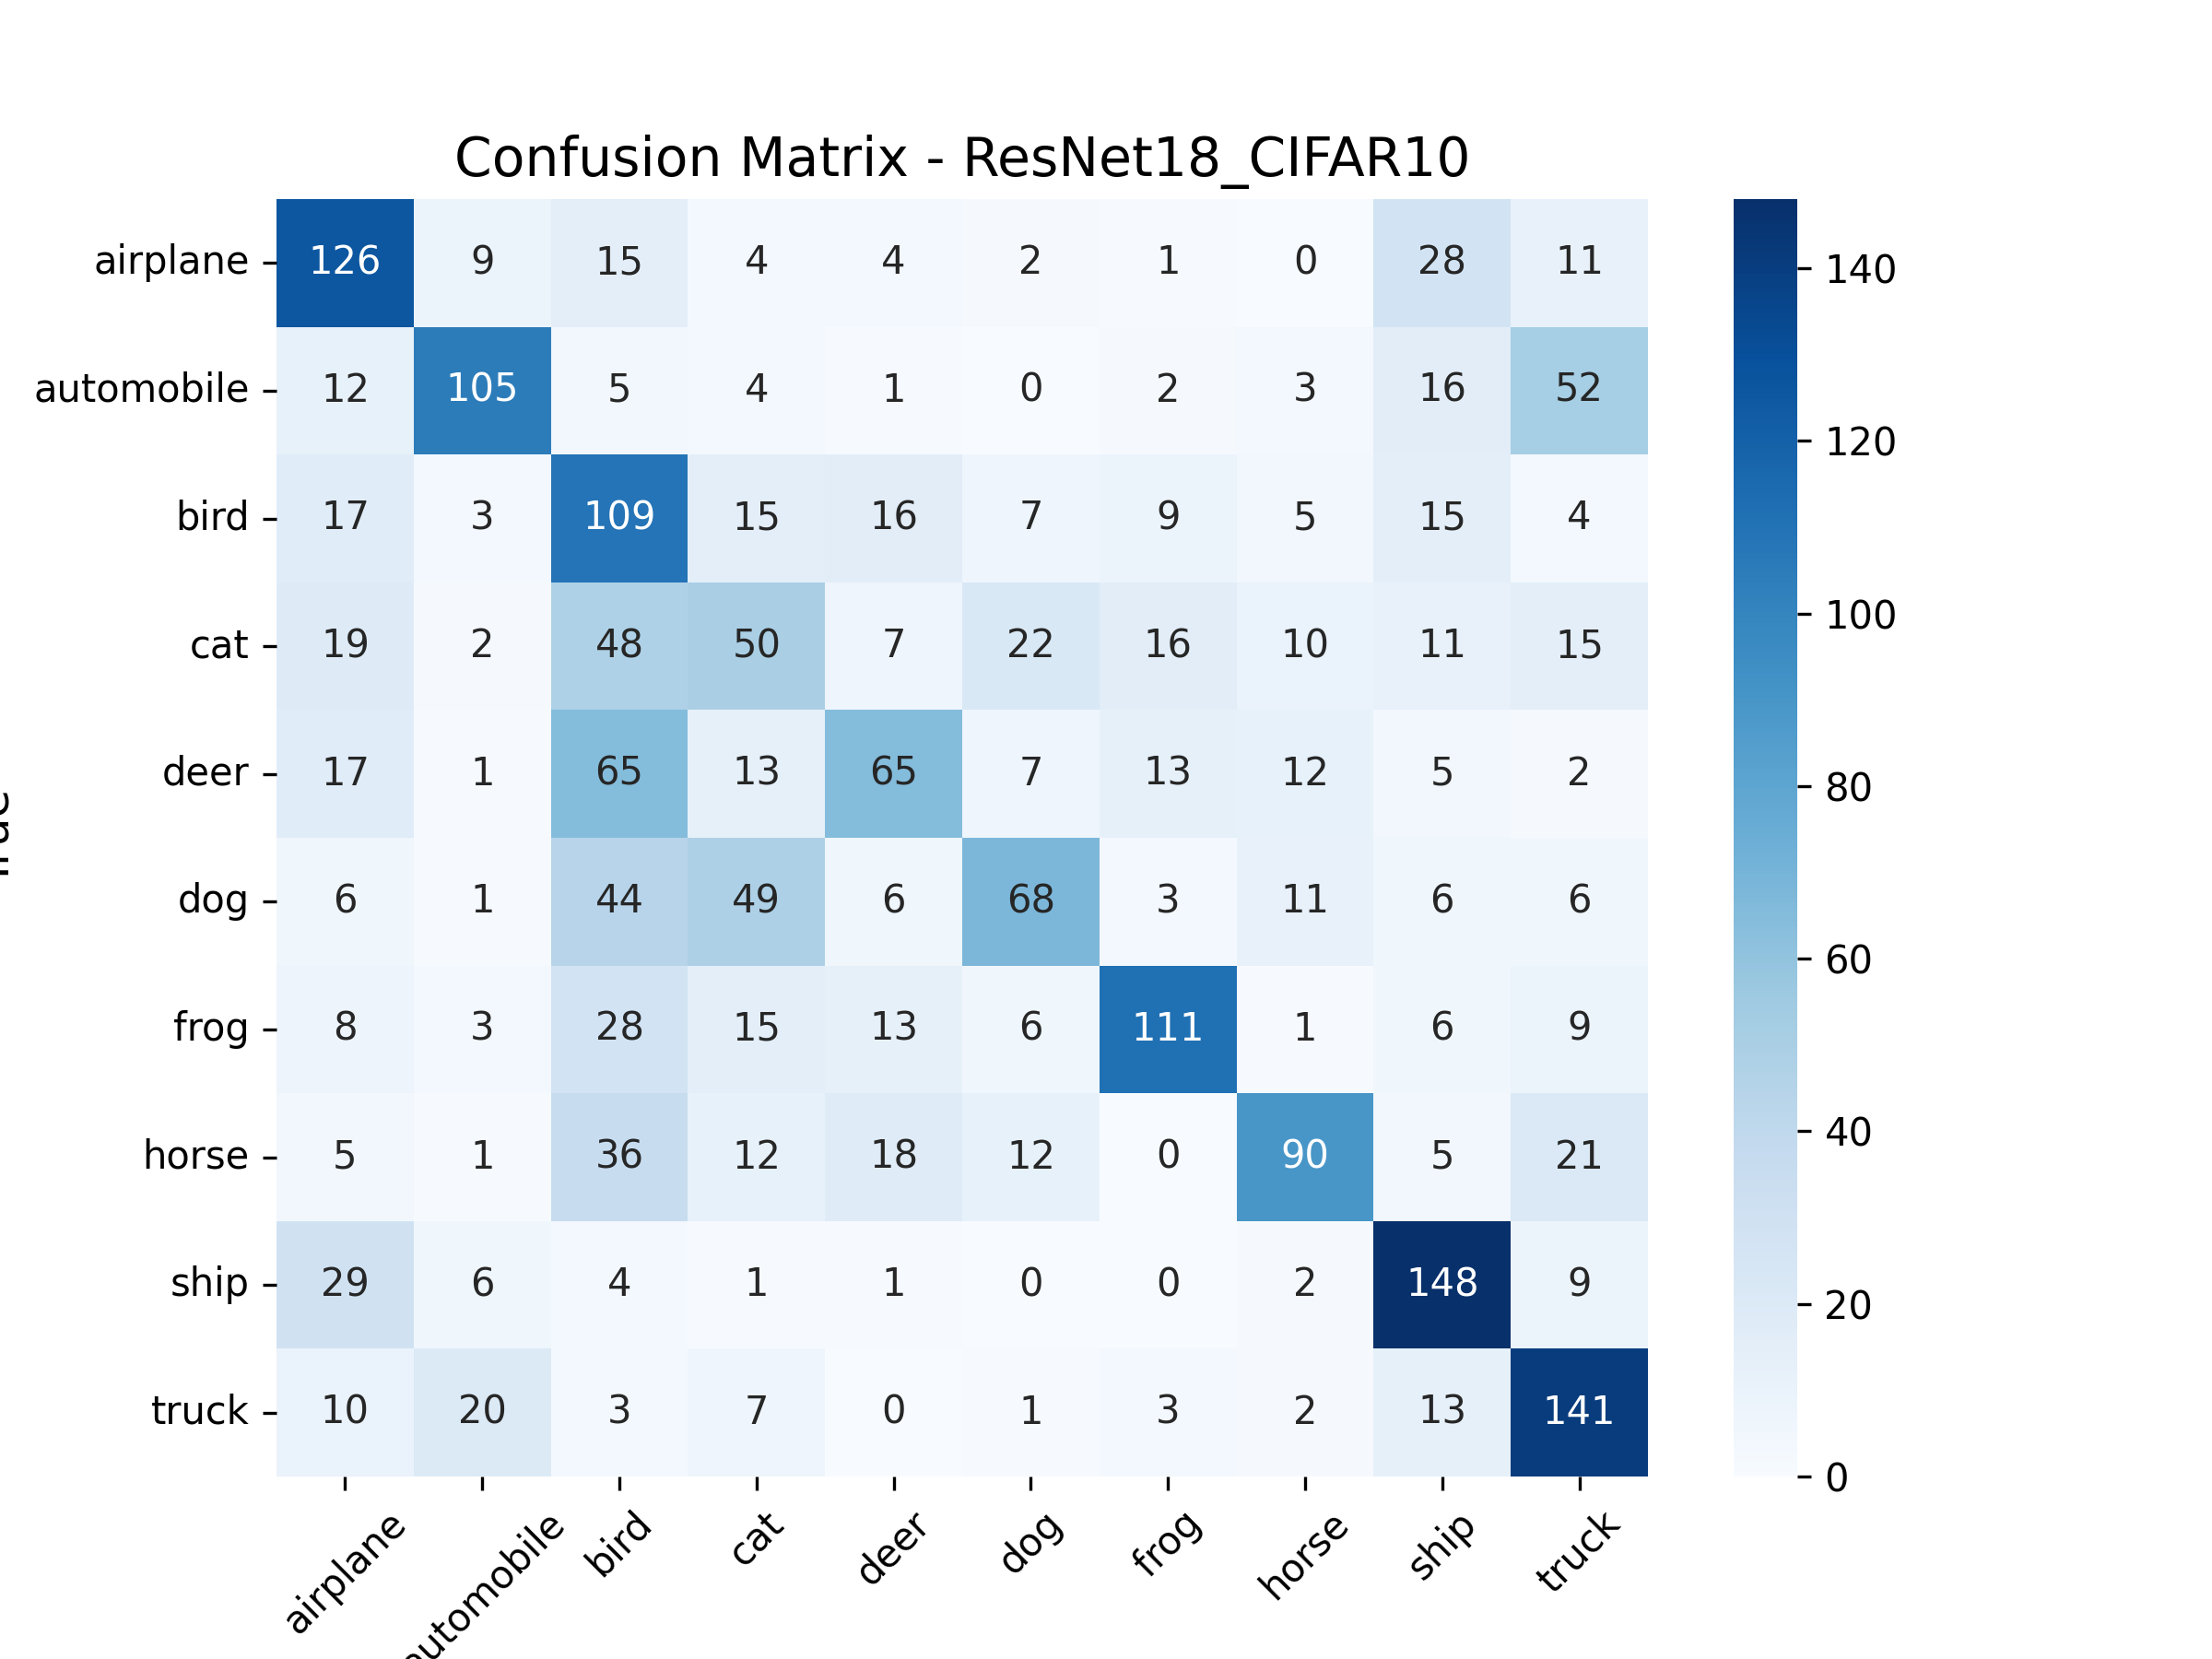 Confusion Matrix - ResNet18_CIFAR10
airplane 126 9 15 4 4 2 1 0 28 11
automobile 12 105 5 4 1 0 2 3 16 52
bird 17 3 109 15 16 7 9 5 15 4
cat 19 2 48 50 7 22 16 10 11 15
deer 17 1 65 13 65 7 13 12 5 2
dog 6 1 44 49 6 68 3 11 6 6
frog 8 3 28 15 13 6 111 1 6 9
horse 5 1 36 12 18 12 0 90 5 21
ship 29 6 4 1 1 0 0 2 148 9
truck 10 20 3 7 0 1 3 2 13 141
airplane automobile bird cat deer dog frog horse ship truck
140
120
100
80
60
40
20
0